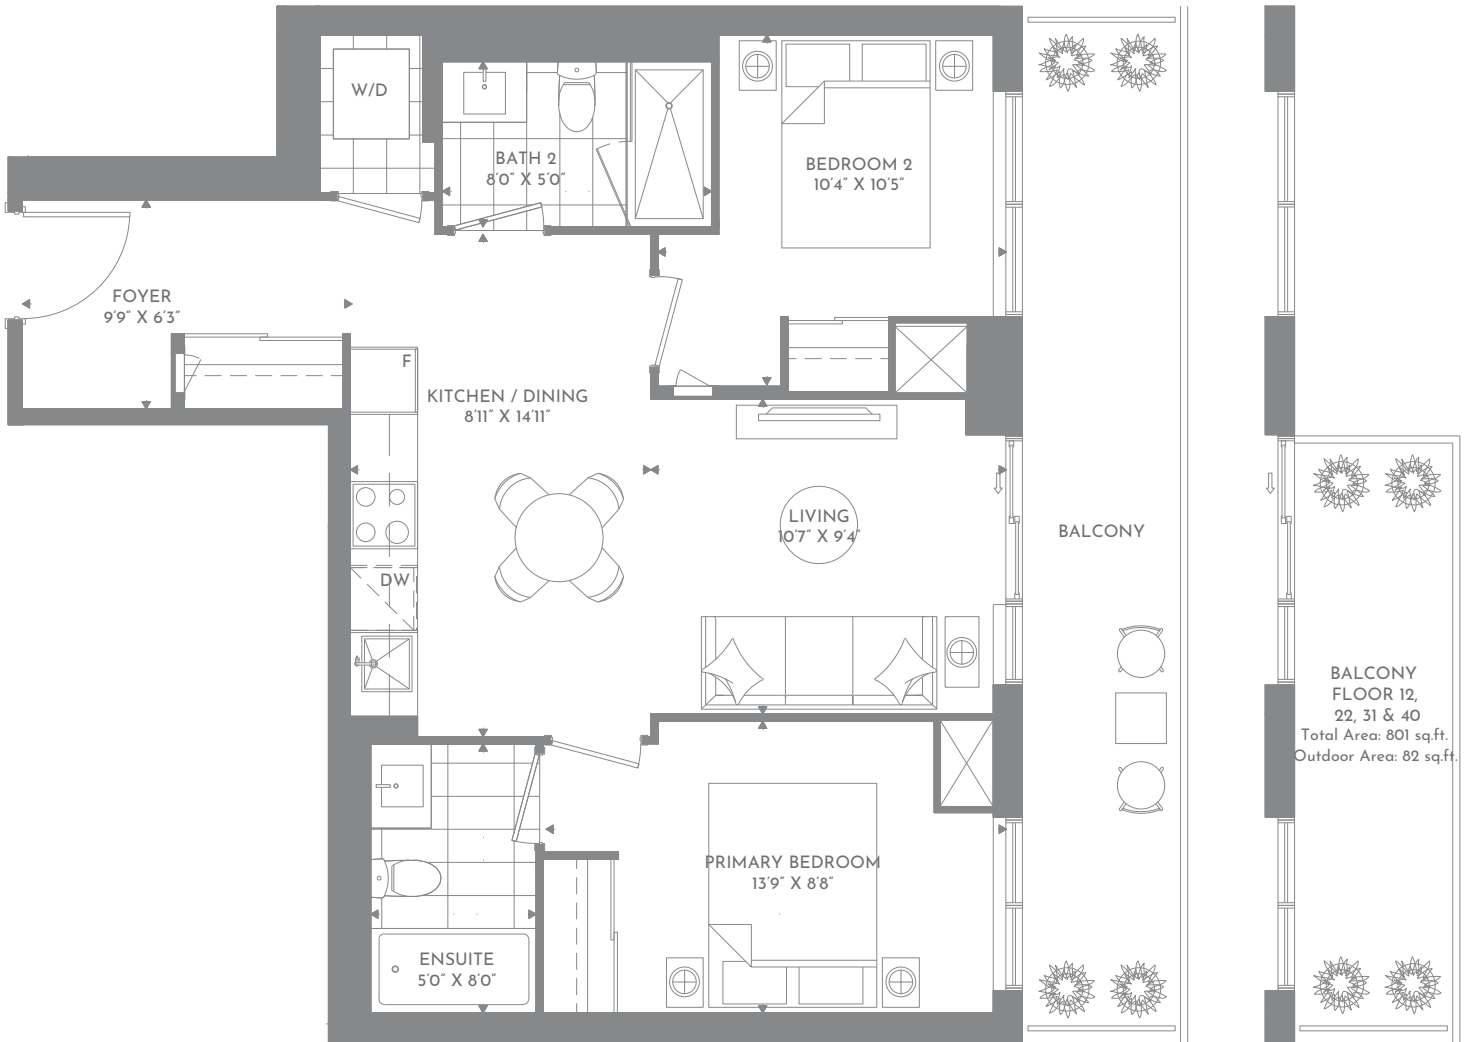 W/D
BATH 2
8'0" X 5'0"
BEDROOM 2
10'4" X 10'5"
FOYER
9'9" X 6'3"
F
KITCHEN / DINING
8'11" X 14'11"
LIVING
10'7" X 9'4"
BALCONY
DW
BALCONY
FLOOR 12,
22, 31 & 40
Total Area: 801 sq.ft.
Outdoor Area: 82 sq.ft.
PRIMARY BEDROOM
13'9" X 8'8"
ENSUITE
5'0" X 8'0"